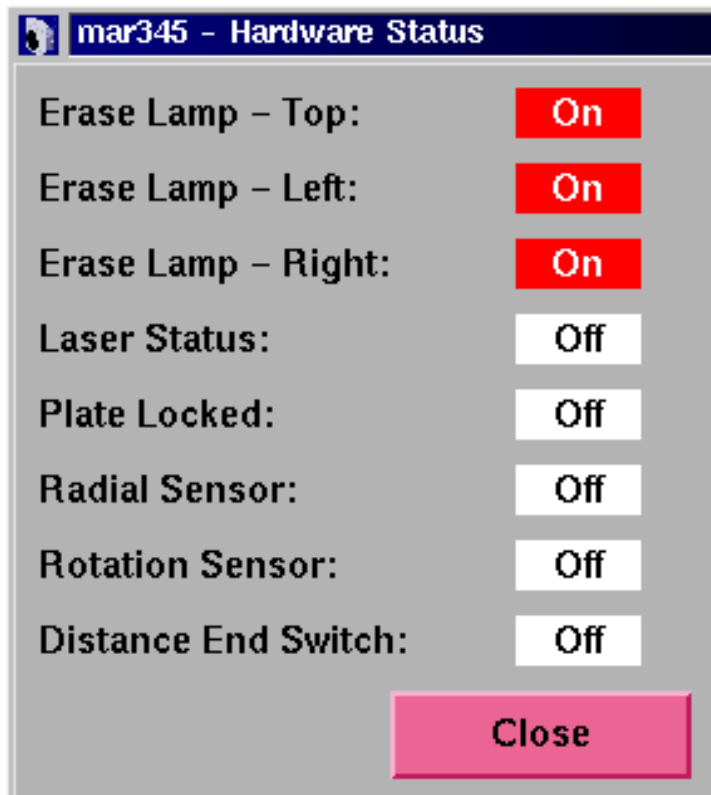 mar345 – Hardware Status
Erase Lamp – Top: On
Erase Lamp – Left: On
Erase Lamp – Right: On
Laser Status: Off
Plate Locked: Off
Radial Sensor: Off
Rotation Sensor: Off
Distance End Switch: Off
Close